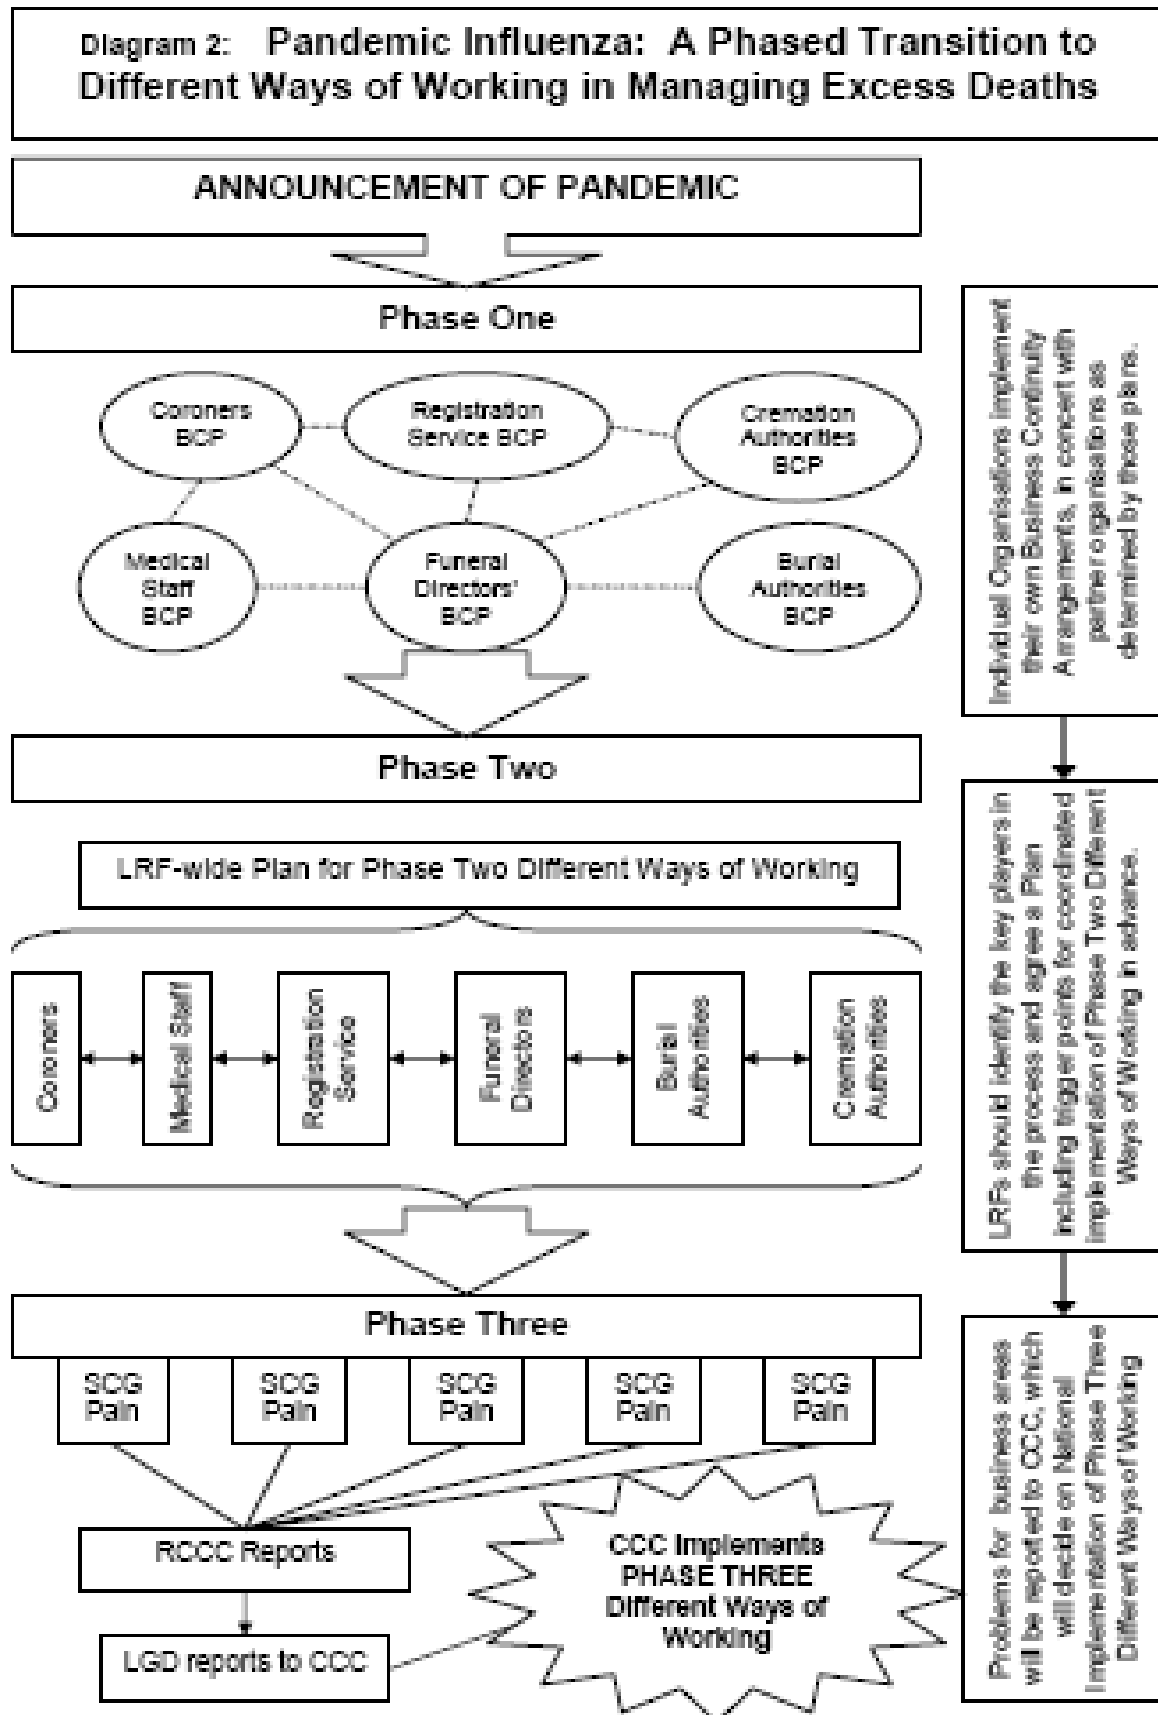 Diagram 2: Pandemic Influenza: A Phased Transition to
Different Ways of Working in Managing Excess Deaths
ANNOUNCEMENT OF PANDEMIC
Phase One
Coroners
BCP
Registration
Service BCP
Cremation
Authorities
BCP
Medical
Staff
BCP
Funeral
Directors'
BCP
Burial
Authorities
BCP
Individual Organisations implement
their own Business Continuity
Arrangements, in concert with
partner organisations as
determined by those plans.
Phase Two
LRF-wide Plan for Phase Two Different Ways of Working
Coroners
Medical Staff
Registration
Service
Funeral
Directors
Burial
Authorities
Cremation
Authorities
LRFs should identify the key players in
the process and agree a Plan
including trigger points for coordinated
implementation of Phase Two Different
Ways of Working in advance.
Phase Three
SCG
Pain
SCG
Pain
SCG
Pain
SCG
Pain
SCG
Pain
RCCC Reports
LGD reports to CCC
CCC Implements
PHASE THREE
Different Ways of
Working
Problems for business areas
will be reported to CCC, which
will decide on National
Implementation of Phase Three
Different Ways of Working